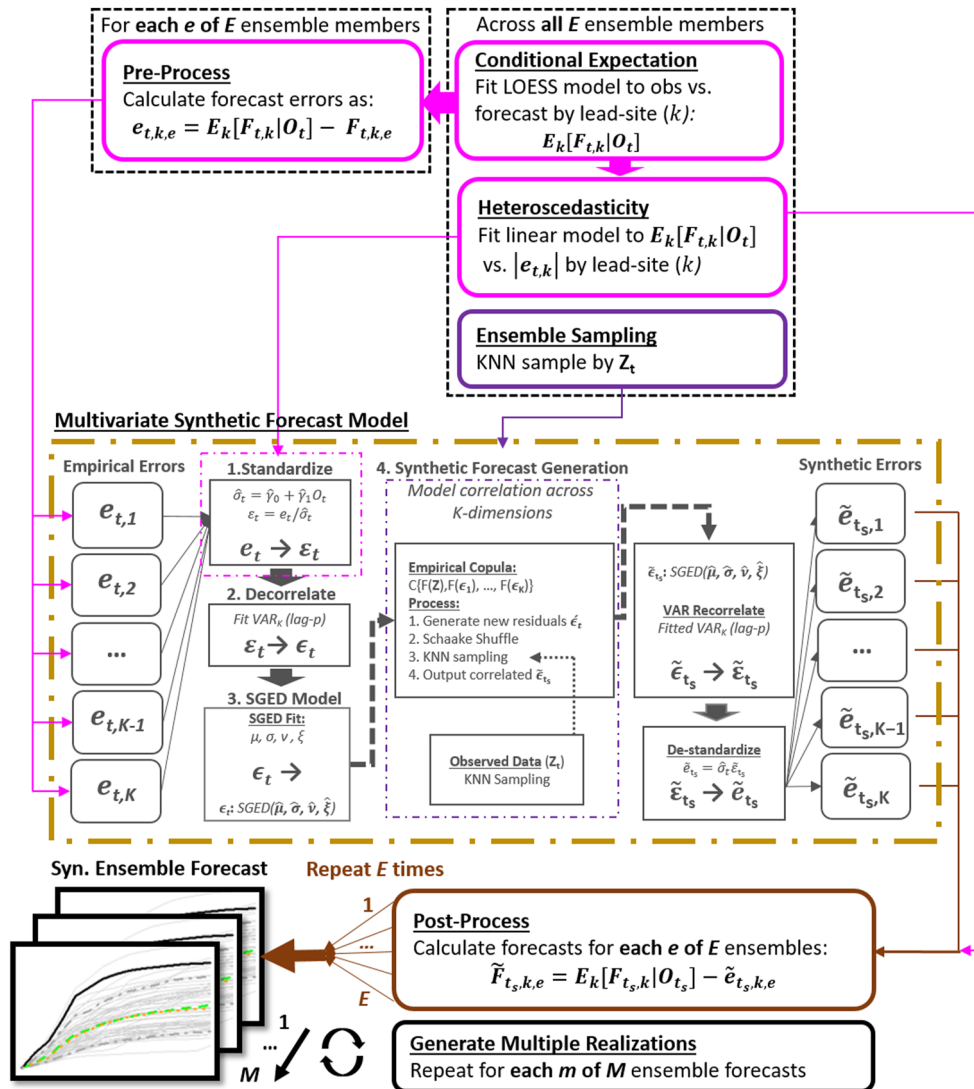 For each e of E ensemble members
Pre-Process
Calculate forecast errors as:
e_{t,k,e} = E_k[F_{t,k}|O_t] − F_{t,k,e}
Across all E ensemble members
Conditional Expectation
Fit LOESS model to obs vs.
forecast by lead-site (k):
E_k[F_{t,k}|O_t]
Heteroscedasticity
Fit linear model to E_k[F_{t,k}|O_t]
vs. |e_{t,k}| by lead-site (k)
Ensemble Sampling
KNN sample by Z_t
Multivariate Synthetic Forecast Model
Empirical Errors
e_{t,1}
e_{t,2}
...
e_{t,K-1}
e_{t,K}
1.Standardize
σ̂_t = γ̂_0 + γ̂_1O_t
ε_t = e_t/σ̂_t
e_t → ε_t
2. Decorrelate
Fit VAR_K (lag-p)
ε_t → ϵ_t
3. SGED Model
SGED Fit:
μ, σ, ν, ξ
ϵ_t →
ϵ_t: SGED(μ̂, σ̂, ν̂, ξ̂)
4. Synthetic Forecast Generation
Model correlation across
K-dimensions
Empirical Copula:
C{F(Z),F(ϵ_1), ..., F(ϵ_K)}
Process:
1. Generate new residuals ϵ́_t
2. Schaake Shuffle
3. KNN sampling
4. Output correlated ϵ̃_{t_s}
Observed Data (Z_t)
KNN Sampling
ϵ̃_{t_s}: SGED(μ̂, σ̂, ν̂, ξ̂)
VAR Recorrelate
Fitted VAR_K (lag-p)
ϵ̃_{t_s} → ε̃_{t_s}
De-standardize
ẽ_{t_s} = σ̂_t ε̃_{t_s}
ε̃_{t_s} → ẽ_{t_s}
Synthetic Errors
ẽ_{t_s,1}
ẽ_{t_s,2}
...
ẽ_{t_s,K−1}
ẽ_{t_s,K}
Syn. Ensemble Forecast
Repeat E times
1
...
E
Post-Process
Calculate forecasts for each e of E ensembles:
F̃_{t_s,k,e} = E_k[F_{t_s,k}|O_{t_s}] − ẽ_{t_s,k,e}
1
...
M
Generate Multiple Realizations
Repeat for each m of M ensemble forecasts